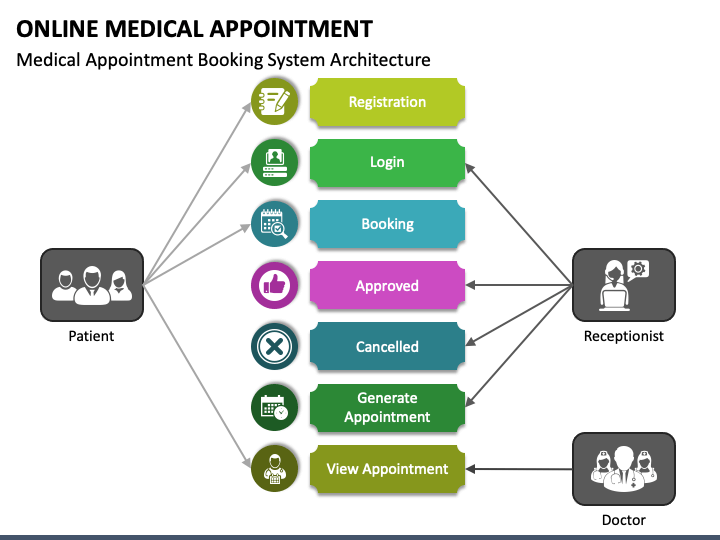 ONLINE MEDICAL APPOINTMENT
Medical Appointment Booking System Architecture
Registration
Login
Booking
Approved
Cancelled
Generate
Appointment
View Appointment
Patient
Receptionist
Doctor